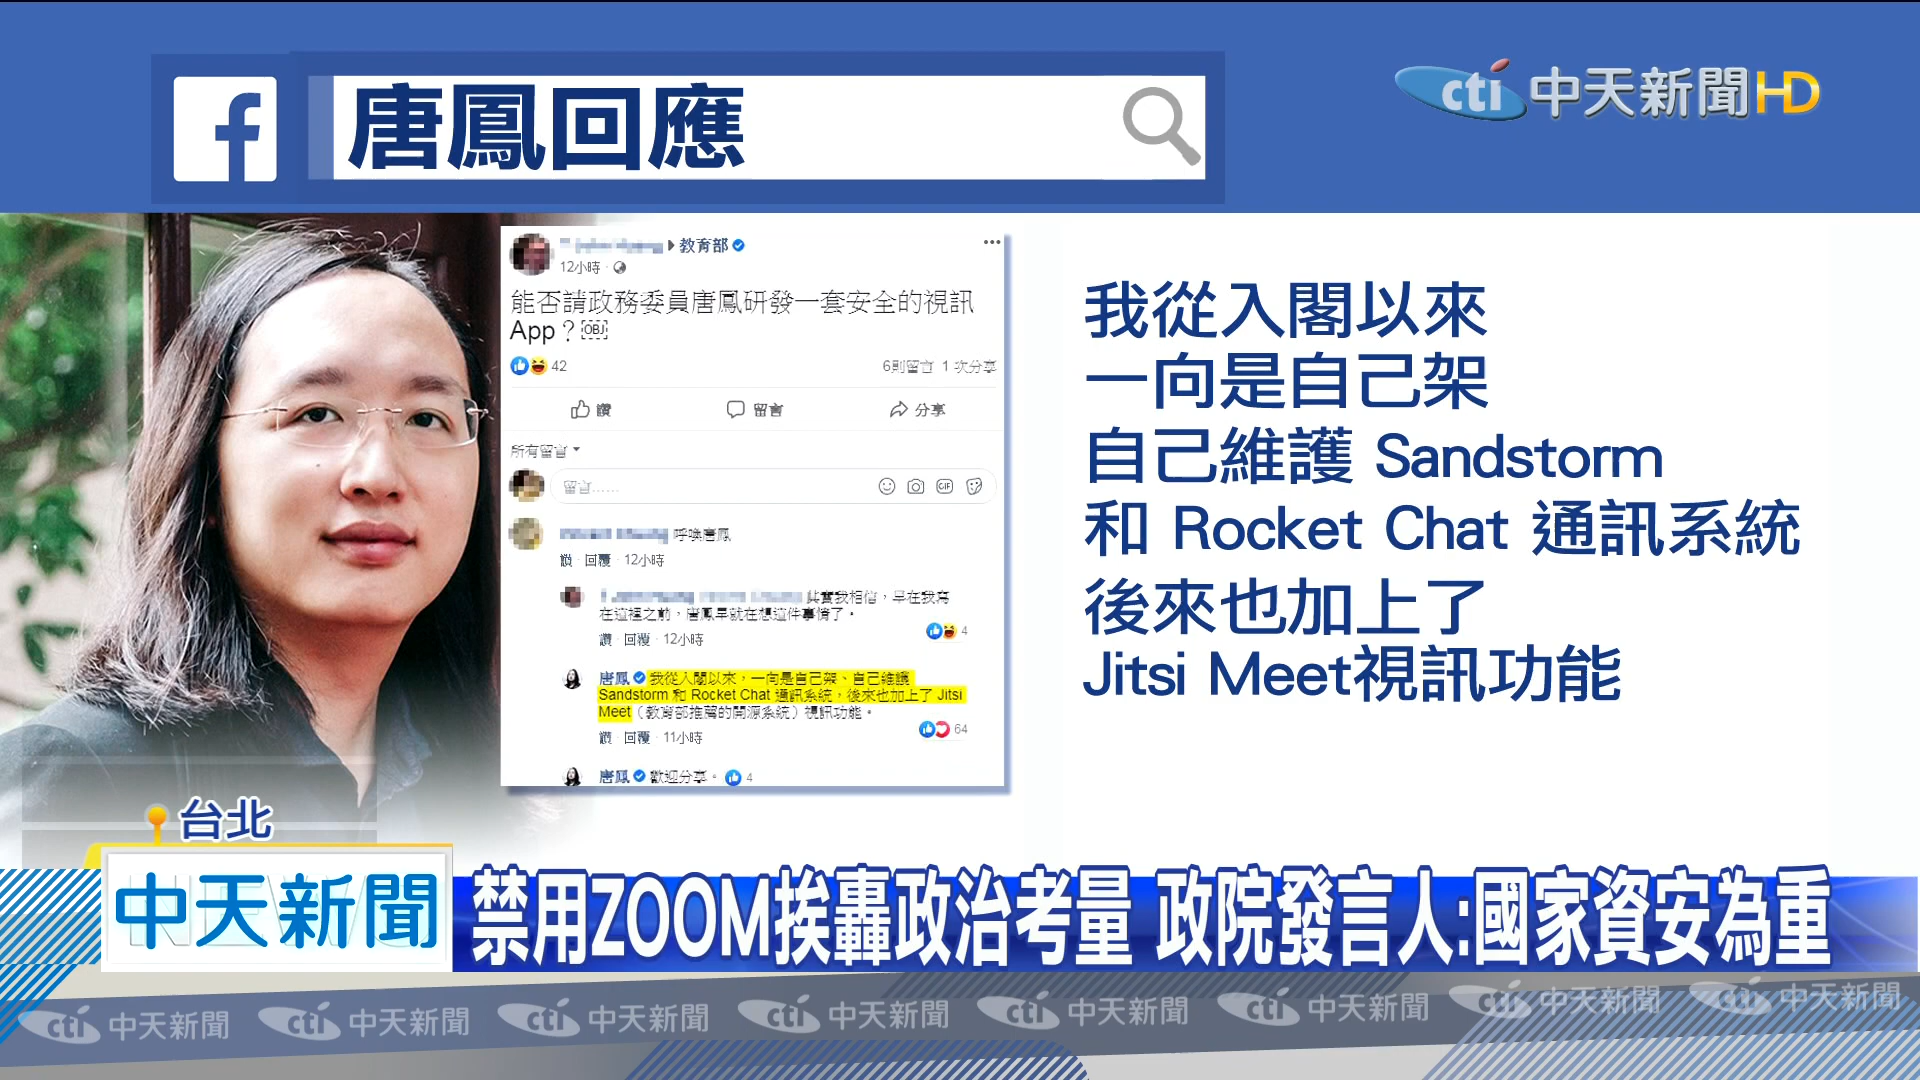 唐鳳回應
cti 中天新聞HD
教育部
12小時
能否請政務委員唐鳳研發一套安全的視訊
App？OBJ
42
6則留言 1 次分享
讚 留言 分享
所有留言
留言......
GIF
呼喚唐鳳
讚 · 回覆 · 12小時
其實我相信，早在我寫
在這裡之前，唐鳳早就在想這件事情了。
讚 · 回覆 · 12小時
4
唐鳳 我從入閣以來，一向是自己架、自己維護
Sandstorm 和 Rocket Chat 通訊系統，後來也加上了 Jitsi
Meet（教育部推薦的開源系統）視訊功能。
讚 · 回覆 · 11小時
64
唐鳳 歡迎分享。 4
我從入閣以來
一向是自己架
自己維護 Sandstorm
和 Rocket Chat 通訊系統
後來也加上了
Jitsi Meet視訊功能
台北
中天新聞
禁用ZOOM挨轟政治考量 政院發言人:國家資安為重
cti 中天新聞 cti 中天新聞 cti 中天新聞 cti 中天新聞 cti 中天新聞 cti 中天新聞 cti 中天新聞 cti 中天新聞